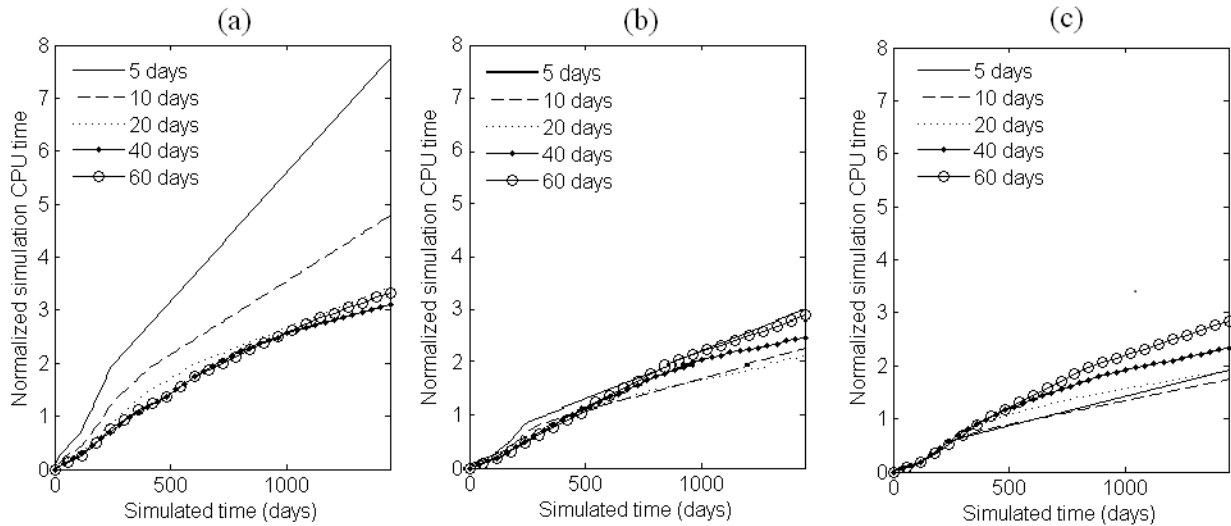 (a)
8
7
6
5
4
3
2
1
0
0
500
1000
Normalized simulation CPU time
Simulated time (days)
5 days
10 days
20 days
40 days
60 days
(b)
8
7
6
5
4
3
2
1
0
0
500
1000
Normalized simulation CPU time
Simulated time (days)
5 days
10 days
20 days
40 days
60 days
(c)
8
7
6
5
4
3
2
1
0
0
500
1000
Normalized simulation CPU time
Simulated time (days)
5 days
10 days
20 days
40 days
60 days